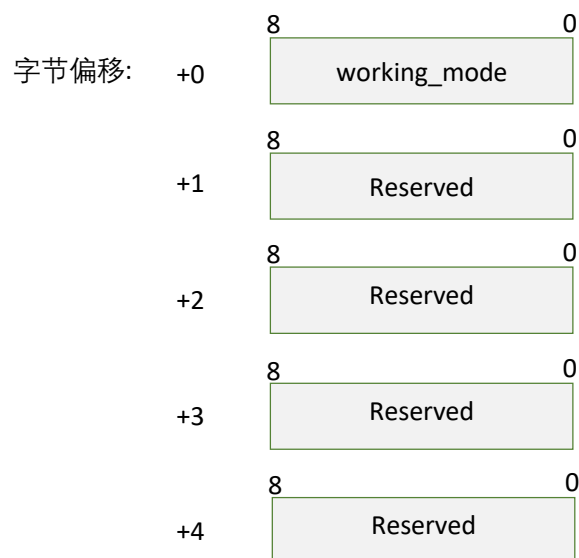 8 0
字节偏移: +0 working_mode
8 0
+1 Reserved
8 0
+2 Reserved
8 0
+3 Reserved
8 0
+4 Reserved